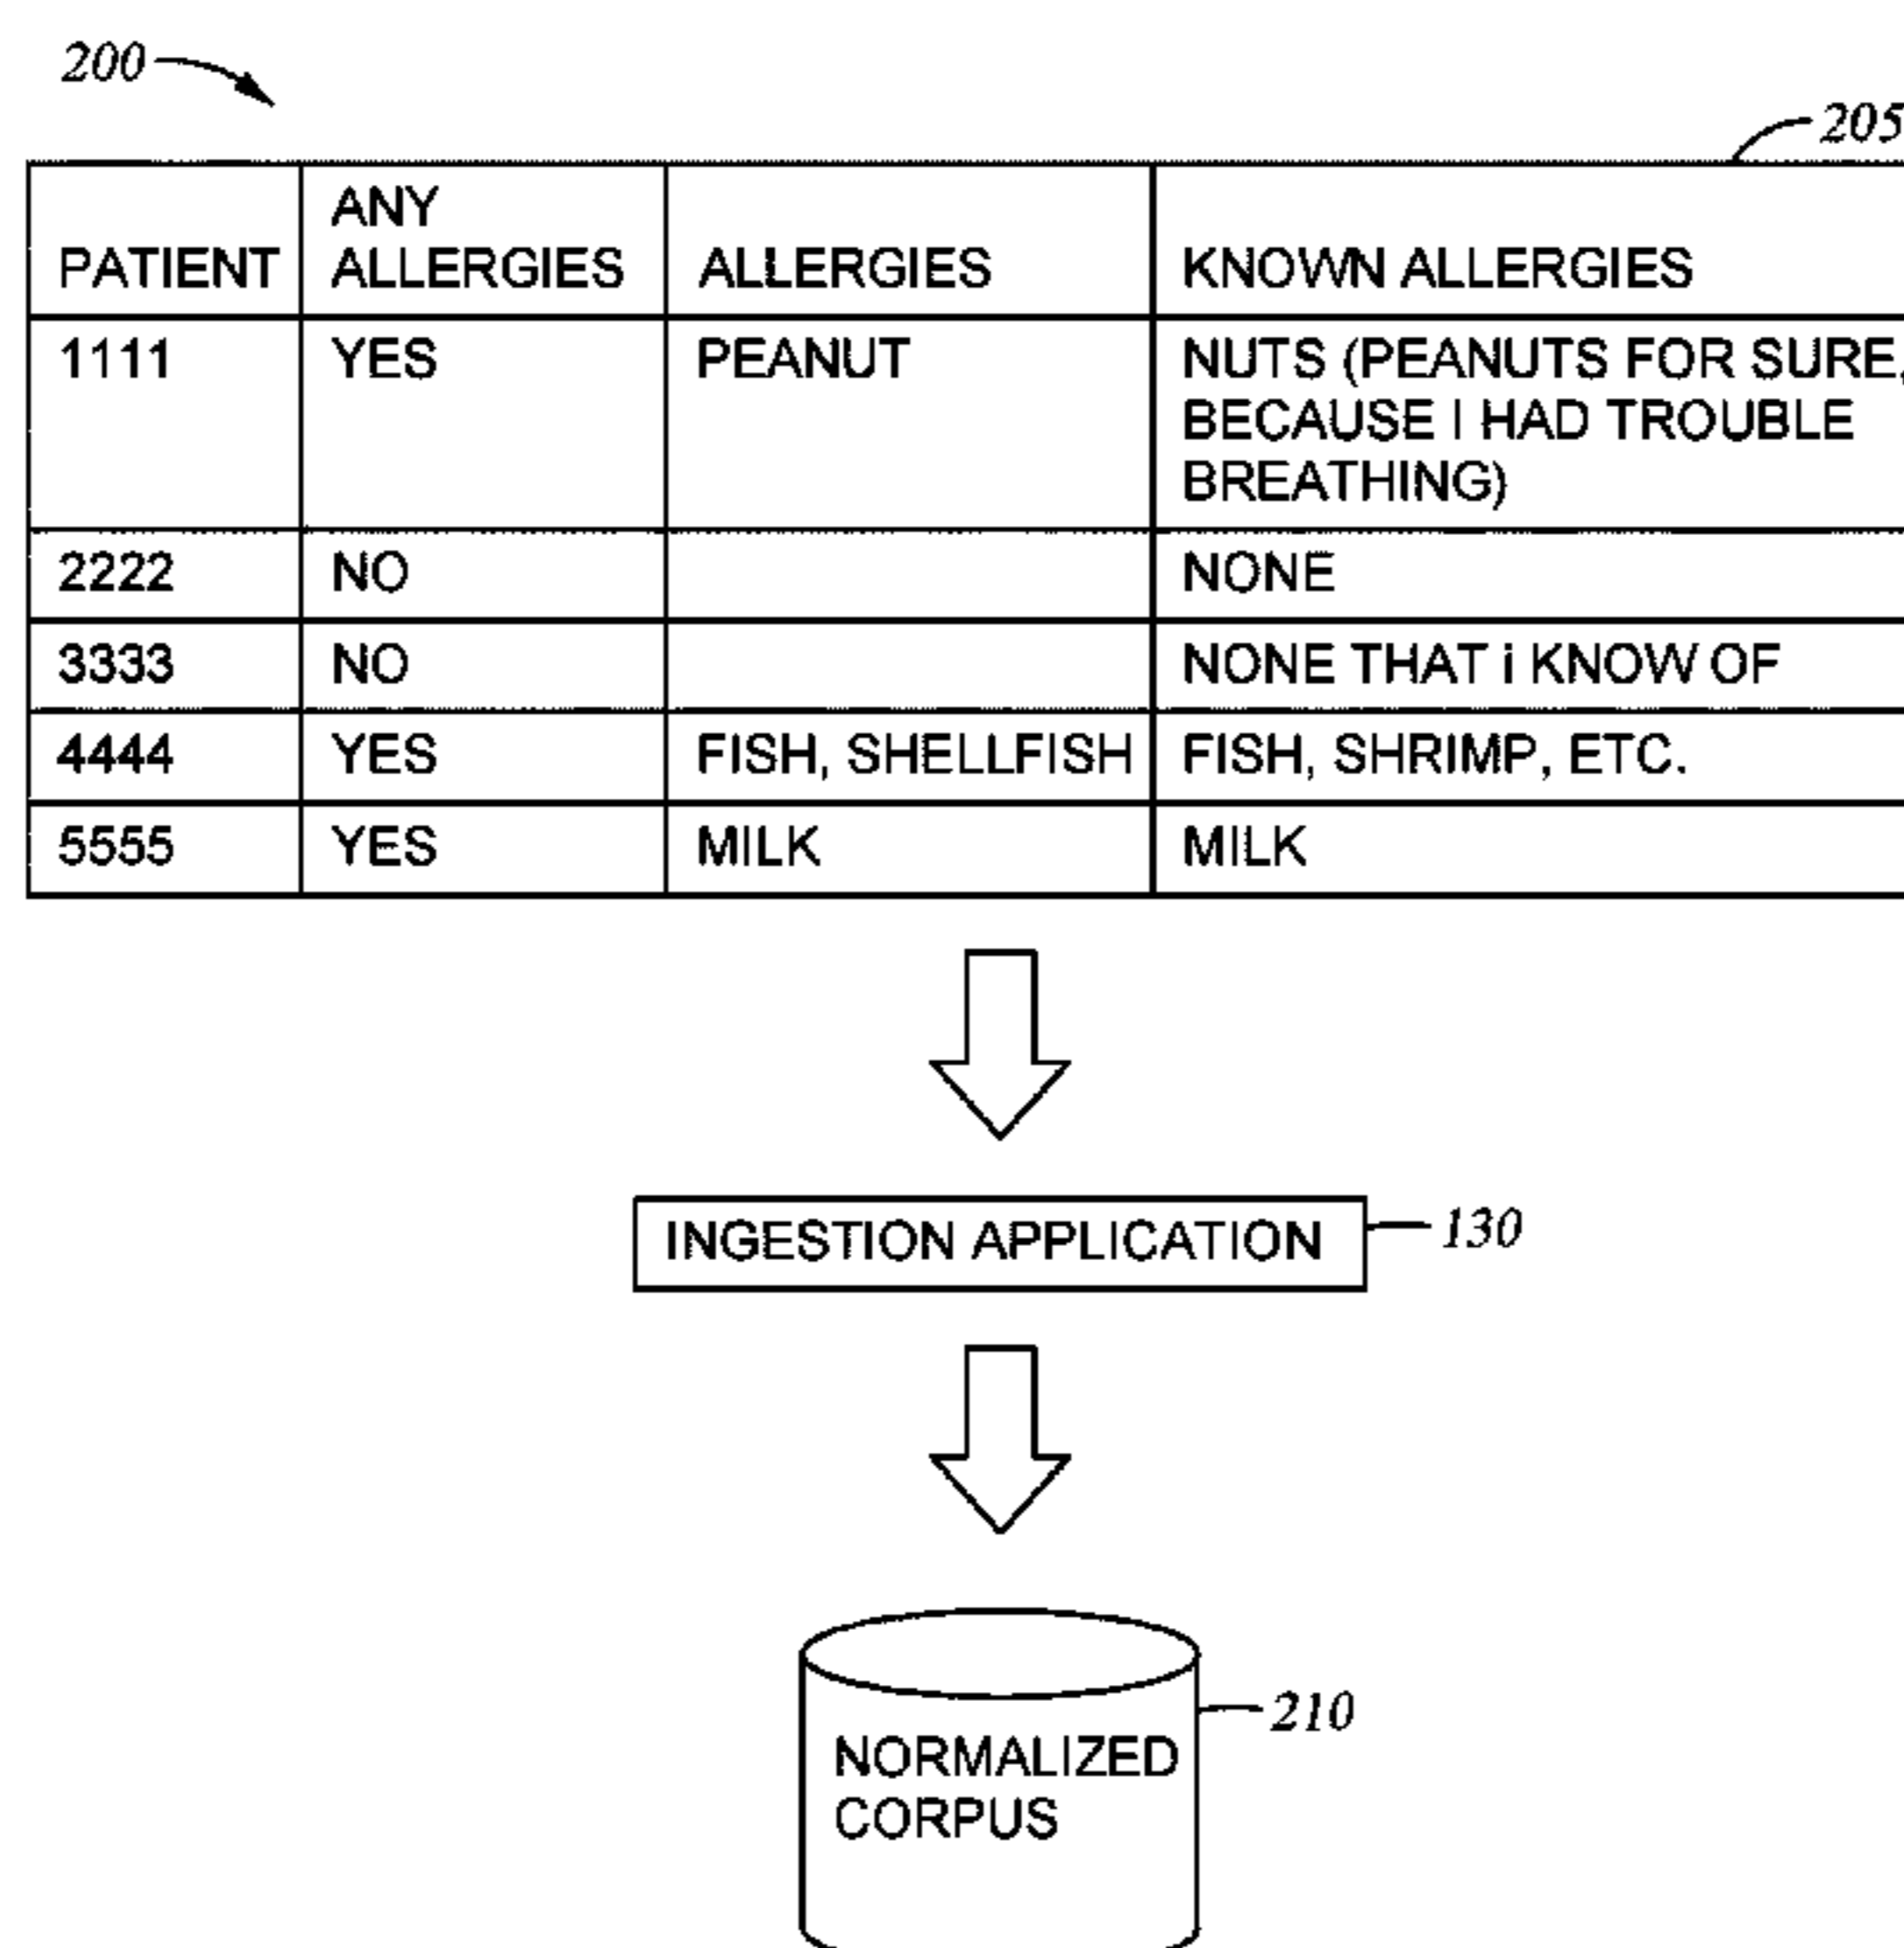 200
205
PATIENT
ANY
ALLERGIES
ALLERGIES
KNOWN ALLERGIES
1111
YES
PEANUT
NUTS (PEANUTS FOR SURE,
BECAUSE I HAD TROUBLE
BREATHING)
2222
NO
NONE
3333
NO
NONE THAT i KNOW OF
4444
YES
FISH, SHELLFISH
FISH, SHRIMP, ETC.
5555
YES
MILK
MILK
INGESTION APPLICATION
130
210
NORMALIZED
CORPUS